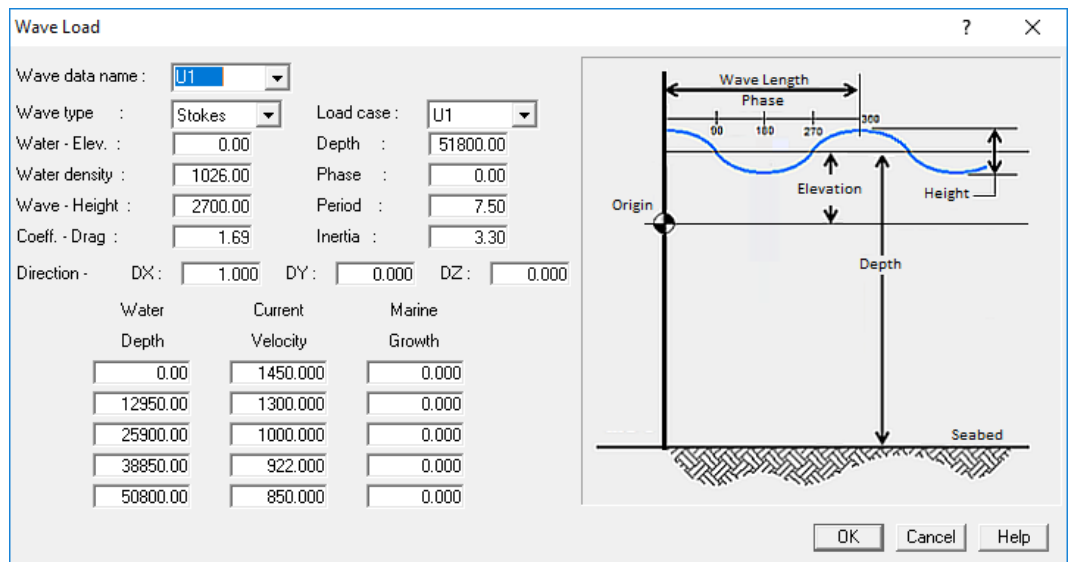 Wave Load ? ×
Wave data name : U1
Wave type : Stokes Load case : U1
Water - Elev. : 0.00 Depth : 51800.00
Water density : 1026.00 Phase : 0.00
Wave - Height : 2700.00 Period : 7.50
Coeff. - Drag : 1.69 Inertia : 3.30
Direction - DX : 1.000 DY : 0.000 DZ : 0.000
Water Current Marine
Depth Velocity Growth
0.00 1450.000 0.000
12950.00 1300.000 0.000
25900.00 1000.000 0.000
38850.00 922.000 0.000
50800.00 850.000 0.000
Wave Length
Phase
90 180 270 360
Elevation
Height
Origin
Depth
Seabed
OK Cancel Help